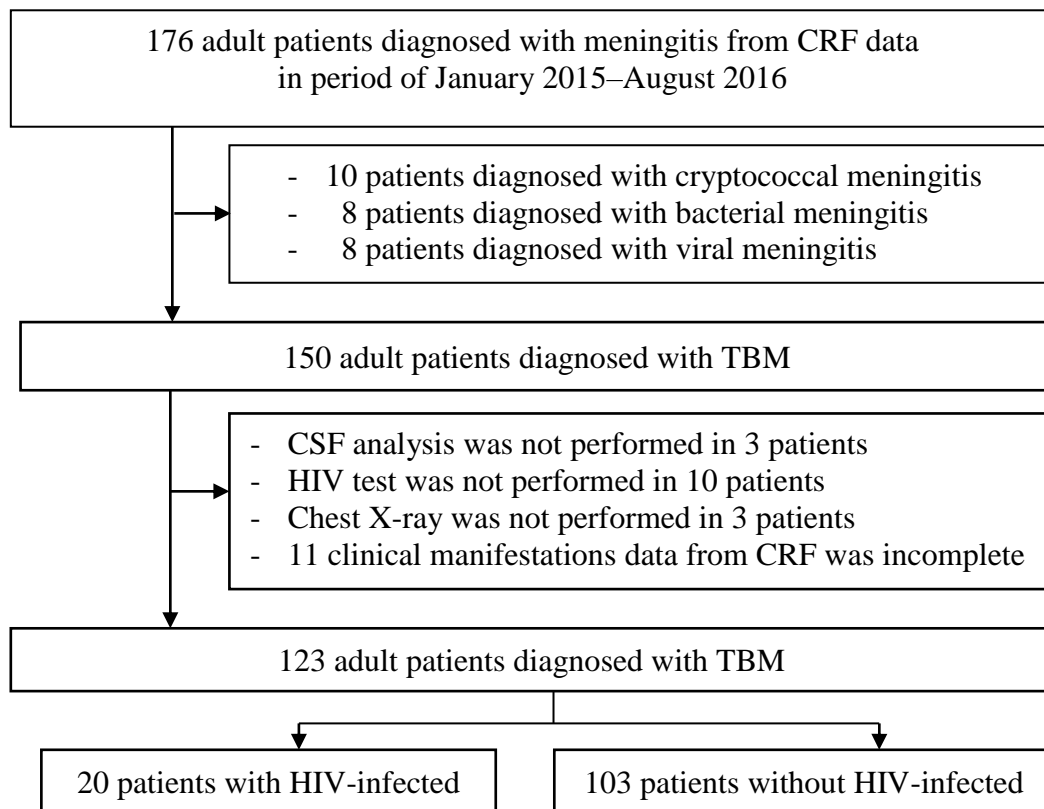 176 adult patients diagnosed with meningitis from CRF data
in period of January 2015–August 2016
- 10 patients diagnosed with cryptococcal meningitis
- 8 patients diagnosed with bacterial meningitis
- 8 patients diagnosed with viral meningitis
150 adult patients diagnosed with TBM
- CSF analysis was not performed in 3 patients
- HIV test was not performed in 10 patients
- Chest X-ray was not performed in 3 patients
- 11 clinical manifestations data from CRF was incomplete
123 adult patients diagnosed with TBM
20 patients with HIV-infected
103 patients without HIV-infected